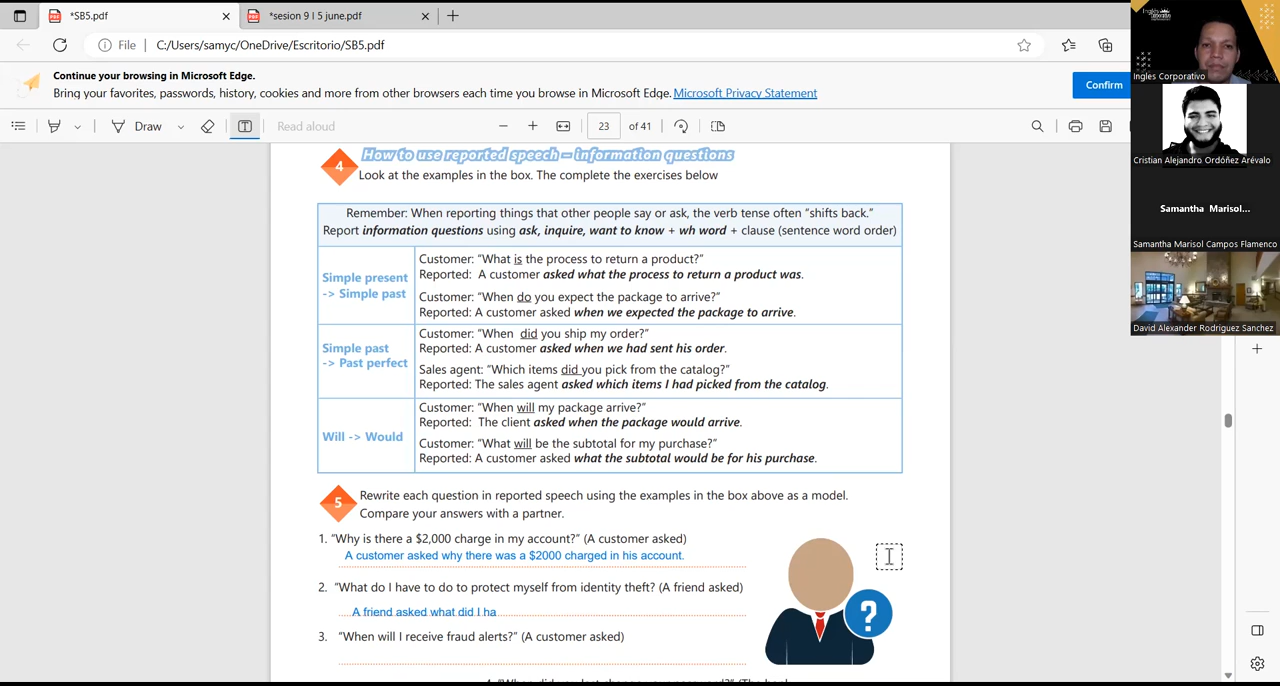 *SB5.pdf
*sesion 9 I 5 june.pdf
File
C:/Users/samyc/OneDrive/Escritorio/SB5.pdf
Continue your browsing in Microsoft Edge.
Bring your favorites, passwords, history, cookies and more from other browsers each time you browse in Microsoft Edge. Microsoft Privacy Statement
Confirm
Draw
Read aloud
23 of 41
4 How to use reported speech – information questions
Look at the examples in the box. The complete the exercises below
Remember: When reporting things that other people say or ask, the verb tense often "shifts back."
Report information questions using ask, inquire, want to know + wh word + clause (sentence word order)
Simple present
-> Simple past
Customer: "What is the process to return a product?"
Reported: A customer asked what the process to return a product was.
Customer: "When do you expect the package to arrive?"
Reported: A customer asked when we expected the package to arrive.
Simple past
-> Past perfect
Customer: "When did you ship my order?"
Reported: A customer asked when we had sent his order.
Sales agent: "Which items did you pick from the catalog?"
Reported: The sales agent asked which items I had picked from the catalog.
Will -> Would
Customer: "When will my package arrive?"
Reported: The client asked when the package would arrive.
Customer: "What will be the subtotal for my purchase?"
Reported: A customer asked what the subtotal would be for his purchase.
5 Rewrite each question in reported speech using the examples in the box above as a model.
Compare your answers with a partner.
1. "Why is there a $2,000 charge in my account?" (A customer asked)
A customer asked why there was a $2000 charged in his account.
2. "What do I have to do to protect myself from identity theft? (A friend asked)
A friend asked what did I ha
3. "When will I receive fraud alerts?" (A customer asked)
?
Inglés Corporativo
Ingles Corporativo
Cristian Alejandro Ordóñez Arévalo
Samantha Marisol...
Samantha Marisol Campos Flamenco
David Alexander Rodriguez Sanchez